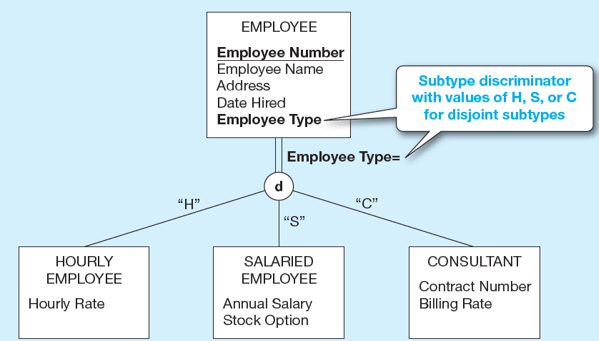 EMPLOYEE
Employee Number
Employee Name
Address
Date Hired
Employee Type
Subtype discriminator
with values of H, S, or C
for disjoint subtypes
Employee Type=
d
“H”
“S”
“C”
HOURLY
EMPLOYEE
Hourly Rate
SALARIED
EMPLOYEE
Annual Salary
Stock Option
CONSULTANT
Contract Number
Billing Rate